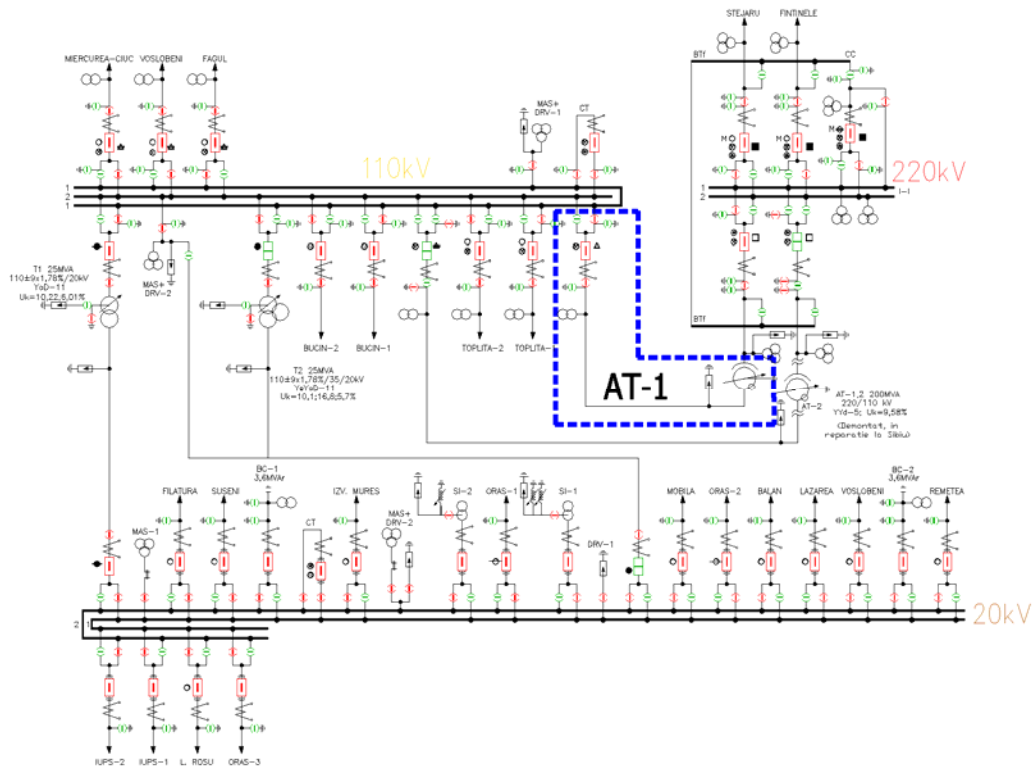 STEJARU
FINTINELE
BTf
CC
MIERCUREA-CIUC
VOSLOBENI
FAGUL
MAS+
DRV-1
CT
M
M
M
110kV
220kV
1
2
1
1
2
1-1
T1 25MVA
110±9x1,78%/20kV
YoD-11
Uk=10,22;6,01%
MAS+
DRV-2
BUCIN-2
BUCIN-1
TOPLITA-2
TOPLITA-1
BTf
T2 25MVA
110±9x1,78%/35/20kV
YoYoD-11
Uk=10,1;16,8;5,7%
AT-1
AT-2
AT-1,2 200MVA
220/110 kV
YYd-5; Uk=9,58%
(Demontat, in
reparatie la Sibiu)
BC-1
3,6MVAr
BC-2
3,6MVAr
FILATURA
SUSENI
IZV. MURES
SI-2
ORAS-1
SI-1
MOBILA
ORAS-2
BALAN
LAZAREA
VOSLOBENI
REMETEA
MAS-1
CT
MAS+
DRV-2
DRV-1
20kV
2
1
IUPS-2
IUPS-1
L. ROSU
ORAS-3